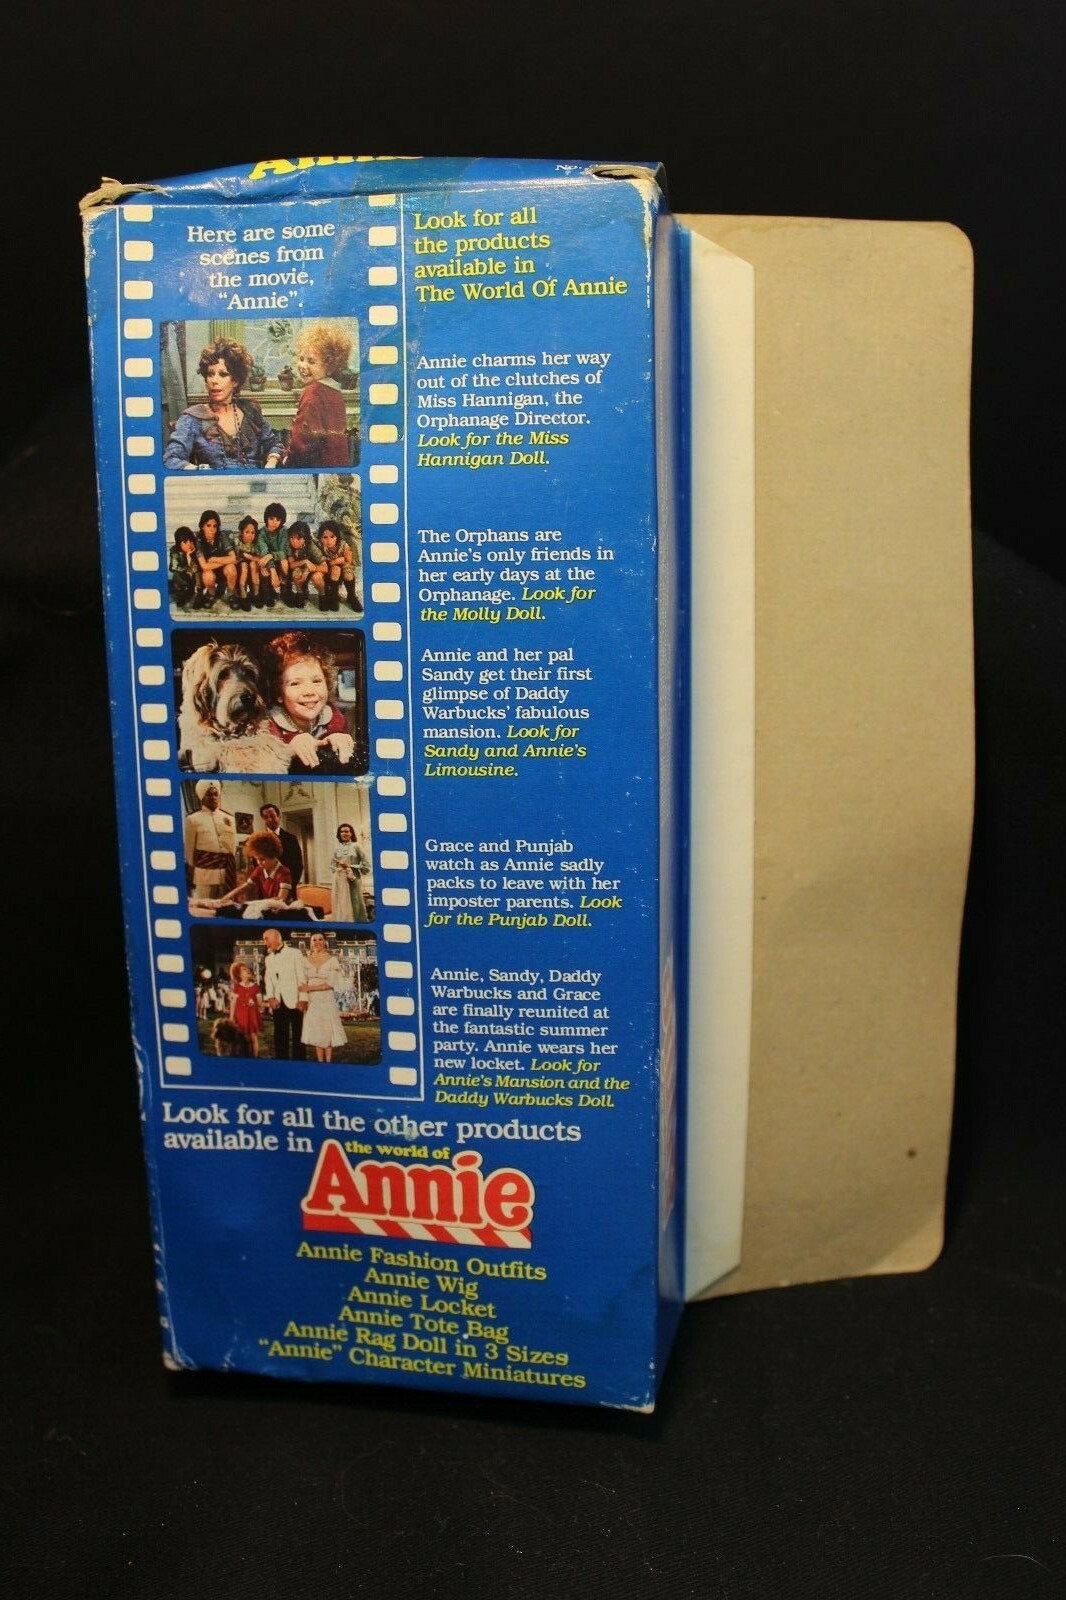 Annie
No.
Here are some
scenes from
the movie,
"Annie".
Look for all
the products
available in
The World Of Annie
Annie charms her way
out of the clutches of
Miss Hannigan, the
Orphanage Director.
Look for the Miss
Hannigan Doll.
The Orphans are
Annie's only friends in
her early days at the
Orphanage. Look for
the Molly Doll.
Annie and her pal
Sandy get their first
glimpse of Daddy
Warbucks' fabulous
mansion. Look for
Sandy and Annie's
Limousine.
Grace and Punjab
watch as Annie sadly
packs to leave with her
imposter parents. Look
for the Punjab Doll.
Annie, Sandy, Daddy
Warbucks and Grace
are finally reunited at
the fantastic summer
party. Annie wears her
new locket. Look for
Annie's Mansion and the
Daddy Warbucks Doll.
Look for all the other products
available in
the world of
Annie
Annie Fashion Outfits
Annie Wig
Annie Locket
Annie Tote Bag
Annie Rag Doll in 3 Sizes
"Annie" Character Miniatures